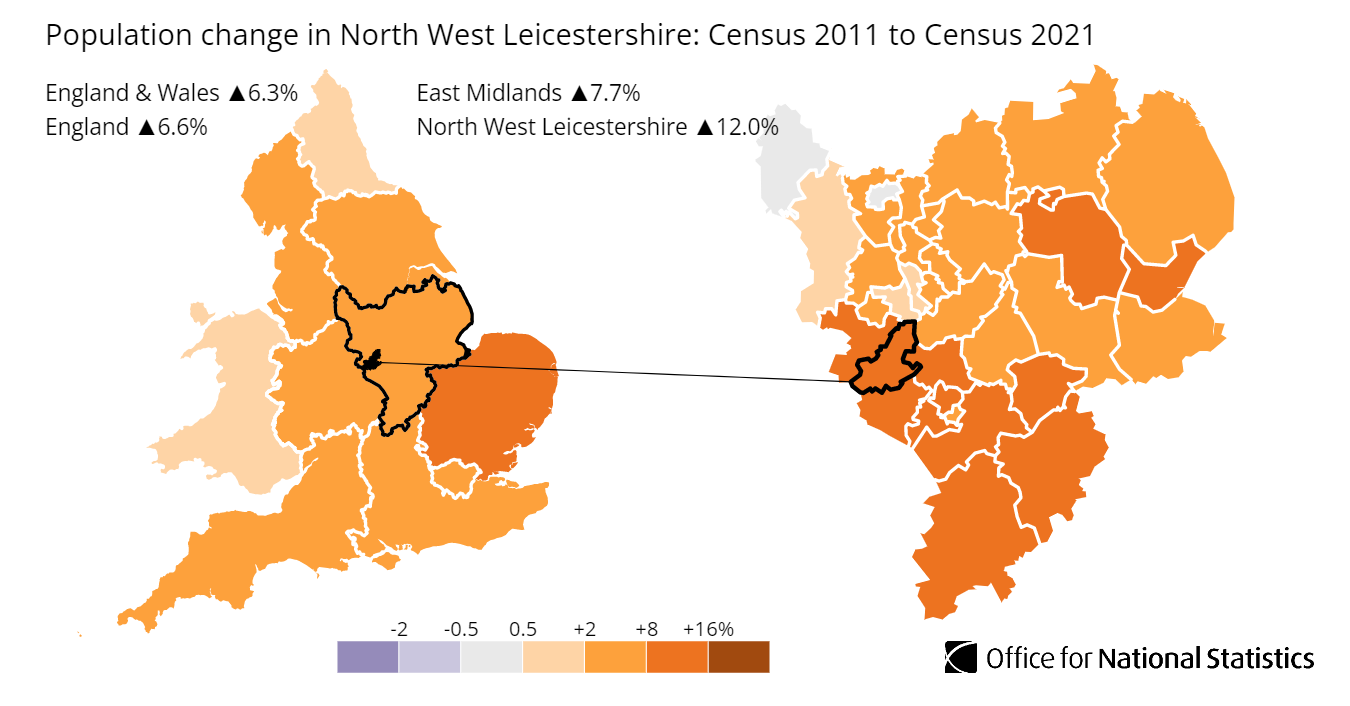 Population change in North West Leicestershire: Census 2011 to Census 2021
England & Wales ▲6.3%
East Midlands ▲7.7%
England ▲6.6%
North West Leicestershire ▲12.0%
-2 -0.5 0.5 +2 +8 +16%
Office for National Statistics